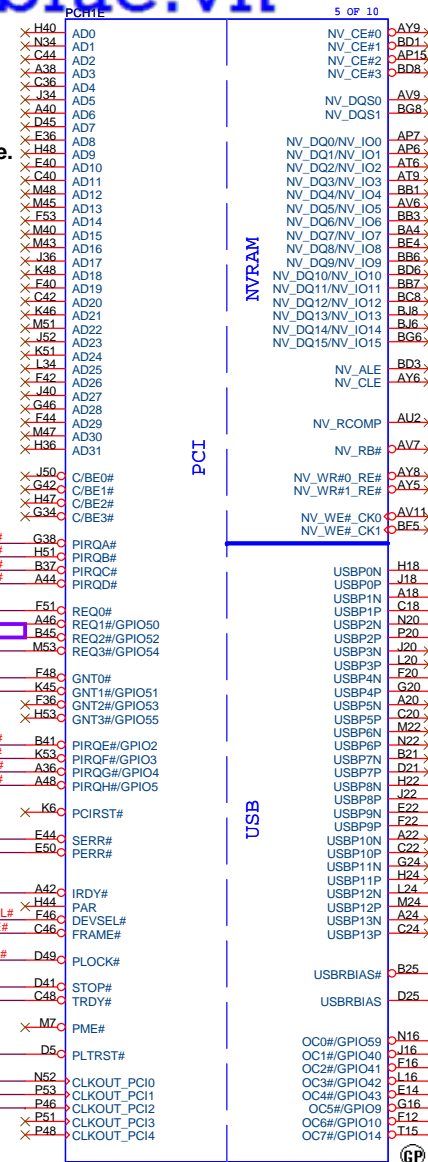 blue.vn
PCH1E 5 OF 10
H40 AD0
N34 AD1
C44 AD2
A38 AD3
C36 AD4
J34 AD5
A40 AD6
D45 AD7
E36 AD8
H48 AD9
E40 AD10
C40 AD11
M48 AD12
M45 AD13
F53 AD14
M40 AD15
M43 AD16
J36 AD17
K48 AD18
F40 AD19
C42 AD20
K46 AD21
M51 AD22
J52 AD23
K51 AD24
L34 AD25
F42 AD26
J40 AD27
G46 AD28
F44 AD29
M47 AD30
H36 AD31
e.
J50 C/BE0#
G42 C/BE1#
H47 C/BE2#
G34 C/BE3#
G38 PIRQA#
H51 PIRQB#
B37 PIRQC#
A44 PIRQD#
F51 REQ0#
A46 REQ1#/GPIO50
B45 REQ2#/GPIO52
M53 REQ3#/GPIO54
F48 GNT0#
K45 GNT1#/GPIO51
F36 GNT2#/GPIO53
H53 GNT3#/GPIO55
B41 PIRQE#/GPIO2
K53 PIRQF#/GPIO3
A36 PIRQG#/GPIO4
A48 PIRQH#/GPIO5
K6 PCIRST#
E44 SERR#
E50 PERR#
A42 IRDY#
H44 PAR
L# F46 DEVSEL#
C46 FRAME#
D49 PLOCK#
D41 STOP#
C48 TRDY#
M7 PME#
D5 PLTRST#
N52 CLKOUT_PCI0
P53 CLKOUT_PCI1
P46 CLKOUT_PCI2
P51 CLKOUT_PCI3
P48 CLKOUT_PCI4
PCI
NVRAM
USB
NV_CE#0 AY9
NV_CE#1 BD1
NV_CE#2 AP15
NV_CE#3 BD8
NV_DQS0 AV9
NV_DQS1 BG8
NV_DQ0/NV_IO0 AP7
NV_DQ1/NV_IO1 AP6
NV_DQ2/NV_IO2 AT6
NV_DQ3/NV_IO3 AT9
NV_DQ4/NV_IO4 BB1
NV_DQ5/NV_IO5 AV6
NV_DQ6/NV_IO6 BB3
NV_DQ7/NV_IO7 BA4
NV_DQ8/NV_IO8 BE4
NV_DQ9/NV_IO9 BB6
NV_DQ10/NV_IO10 BD6
NV_DQ11/NV_IO11 BB7
NV_DQ12/NV_IO12 BC8
NV_DQ13/NV_IO13 BJ8
NV_DQ14/NV_IO14 BJ6
NV_DQ15/NV_IO15 BG6
NV_ALE BD3
NV_CLE AY6
NV_RCOMP AU2
NV_RB# AV7
NV_WR#0_RE# AY8
NV_WR#1_RE# AY5
NV_WE#_CK0 AV11
NV_WE#_CK1 BF5
USBP0N H18
USBP0P J18
USBP1N A18
USBP1P C18
USBP2N N20
USBP2P P20
USBP3N J20
USBP3P L20
USBP4N F20
USBP4P G20
USBP5N A20
USBP5P C20
USBP6N M22
USBP6P N22
USBP7N B21
USBP7P D21
USBP8N H22
USBP8P J22
USBP9N E22
USBP9P F22
USBP10N A22
USBP10P C22
USBP11N G24
USBP11P H24
USBP12N L24
USBP12P M24
USBP13N A24
USBP13P C24
USBRBIAS# B25
USBRBIAS D25
OC0#/GPIO59 N16
OC1#/GPIO40 J16
OC2#/GPIO41 F16
OC3#/GPIO42 L16
OC4#/GPIO43 E14
OC5#/GPIO9 G16
OC6#/GPIO10 F12
OC7#/GPIO14 T15
GP